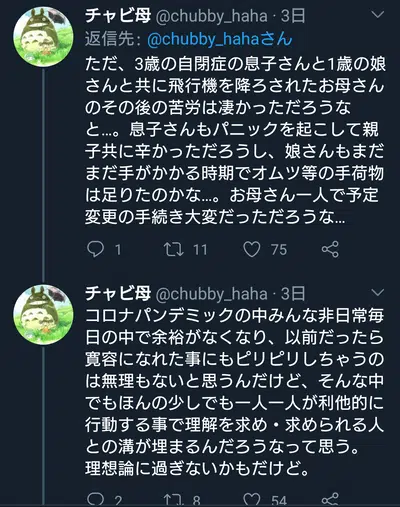 チャビ母 @chubby_haha・3日
返信先: @chubby_hahaさん
ただ、3歳の自閉症の息子さんと1歳の娘
さんと共に飛行機を降ろされたお母さん
のその後の苦労は凄かっただろうな
と…。息子さんもパニックを起こして親
子共に辛かっただろうし、娘さんもまだ
まだ手がかかる時期でオムツ等の手荷物
は足りたのかな…。お母さん一人で予定
変更の手続き大変だっただろうな…
1 11 75
チャビ母 @chubby_haha・3日
コロナパンデミックの中みんな非日常毎
日の中で余裕がなくなり、以前だったら
寛容になれた事にもピリピリしちゃうの
は無理もないと思うんだけど、そんな中
でもほんの少しでも一人一人が利他的に
行動する事で理解を求め・求められる人
との溝が埋まるんだろうなって思う。
理想論に過ぎないかもだけど。
2 8 54